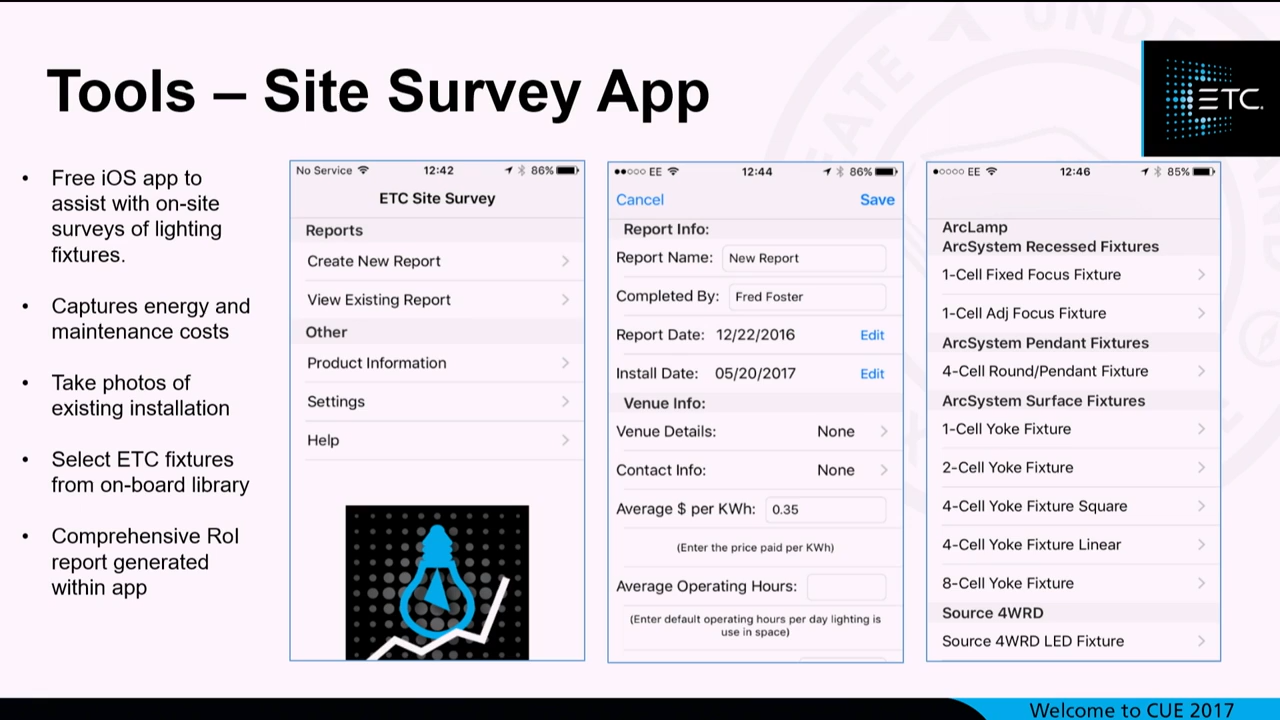 Tools – Site Survey App
ETC.
• Free iOS app to
assist with on-site
surveys of lighting
fixtures.
• Captures energy and
maintenance costs
• Take photos of
existing installation
• Select ETC fixtures
from on-board library
• Comprehensive RoI
report generated
within app
No Service 12:42 86%
ETC Site Survey
Reports
Create New Report
View Existing Report
Other
Product Information
Settings
Help
EE 12:44 86%
Cancel Save
Report Info:
Report Name: New Report
Completed By: Fred Foster
Report Date: 12/22/2016 Edit
Install Date: 05/20/2017 Edit
Venue Info:
Venue Details: None
Contact Info: None
Average $ per KWh: 0.35
(Enter the price paid per KWh)
Average Operating Hours:
(Enter default operating hours per day lighting is
use in space)
EE 12:46 85%
ArcLamp
ArcSystem Recessed Fixtures
1-Cell Fixed Focus Fixture
1-Cell Adj Focus Fixture
ArcSystem Pendant Fixtures
4-Cell Round/Pendant Fixture
ArcSystem Surface Fixtures
1-Cell Yoke Fixture
2-Cell Yoke Fixture
4-Cell Yoke Fixture Square
4-Cell Yoke Fixture Linear
8-Cell Yoke Fixture
Source 4WRD
Source 4WRD LED Fixture
Welcome to CUE 2017